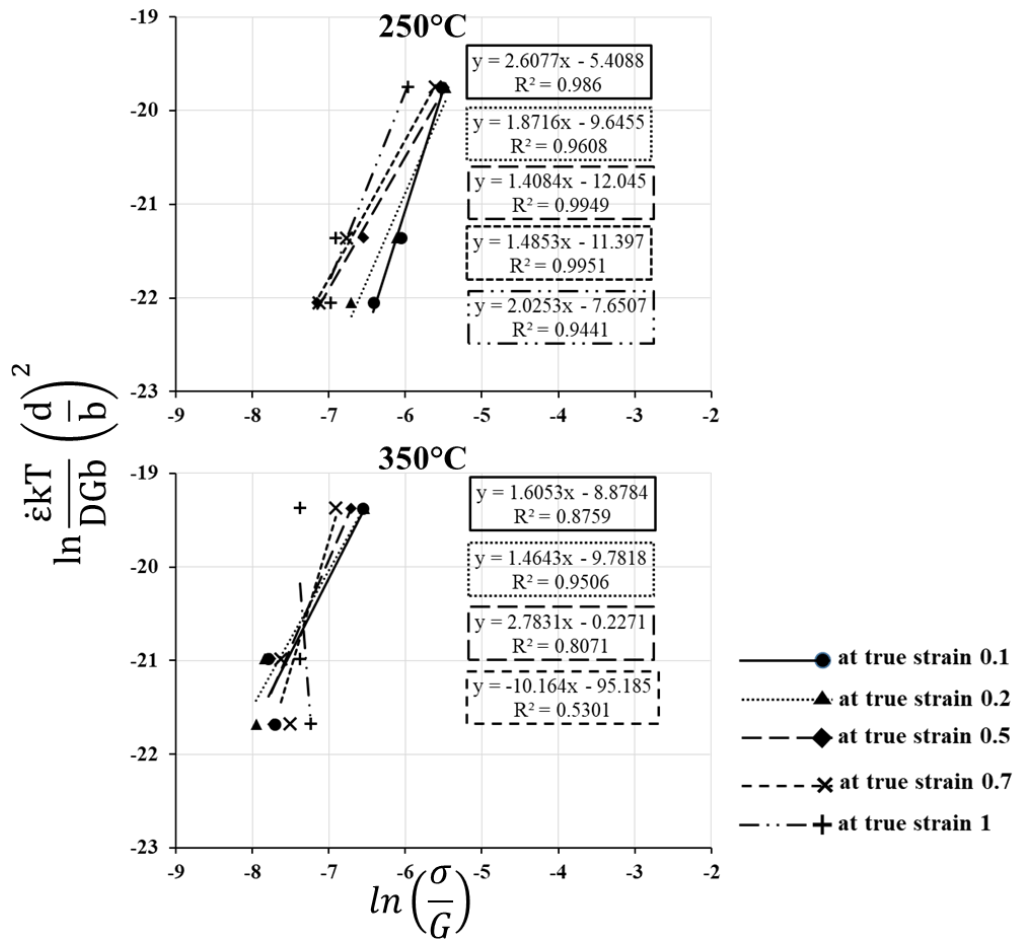 250°C
-19
-20
-21
-22
-23
-9 -8 -7 -6 -5 -4 -3 -2
y = 2.6077x - 5.4088
R² = 0.986
y = 1.8716x - 9.6455
R² = 0.9608
y = 1.4084x - 12.045
R² = 0.9949
y = 1.4853x - 11.397
R² = 0.9951
y = 2.0253x - 7.6507
R² = 0.9441
ln ε̇kT/DGb (d/b)²
350°C
-19
-20
-21
-22
-23
-9 -8 -7 -6 -5 -4 -3 -2
y = 1.6053x - 8.8784
R² = 0.8759
y = 1.4643x - 9.7818
R² = 0.9506
y = 2.7831x - 0.2271
R² = 0.8071
y = -10.164x - 95.185
R² = 0.5301
ln (σ/G)
at true strain 0.1
at true strain 0.2
at true strain 0.5
at true strain 0.7
at true strain 1